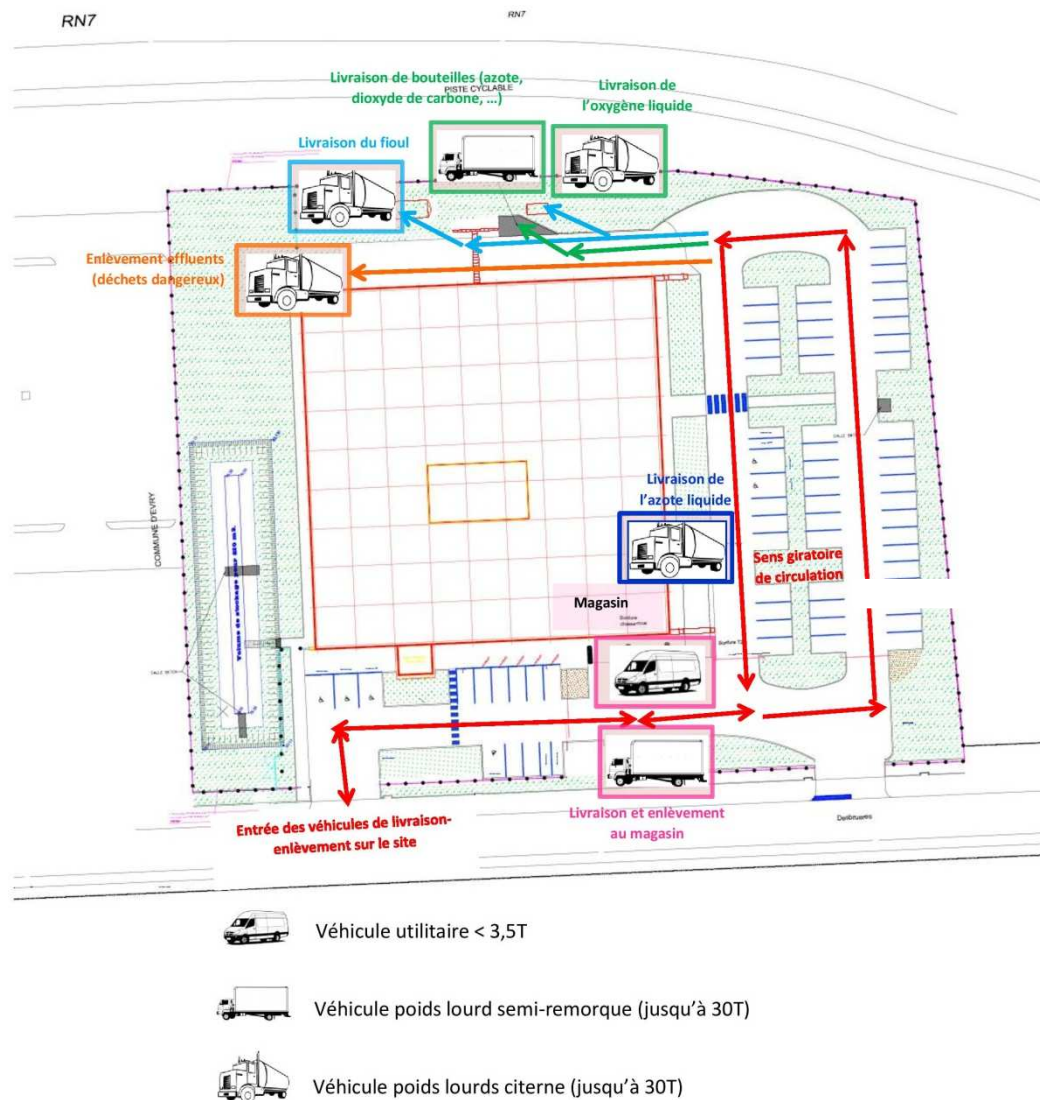 RN7
RN7
Livraison de bouteilles (azote,
dioxyde de carbone, ...)
PISTE CYCLABLE
Livraison de
l'oxygène liquide
Livraison du fioul
Enlèvement effluents
(déchets dangereux)
COMMUNE D'EVRY
Livraison de
l'azote liquide
Sens giratoire
de circulation
Magasin
Entrée des véhicules de livraison-
enlèvement sur le site
Livraison et enlèvement
au magasin
Véhicule utilitaire < 3,5T
Véhicule poids lourd semi-remorque (jusqu'à 30T)
Véhicule poids lourds citerne (jusqu'à 30T)